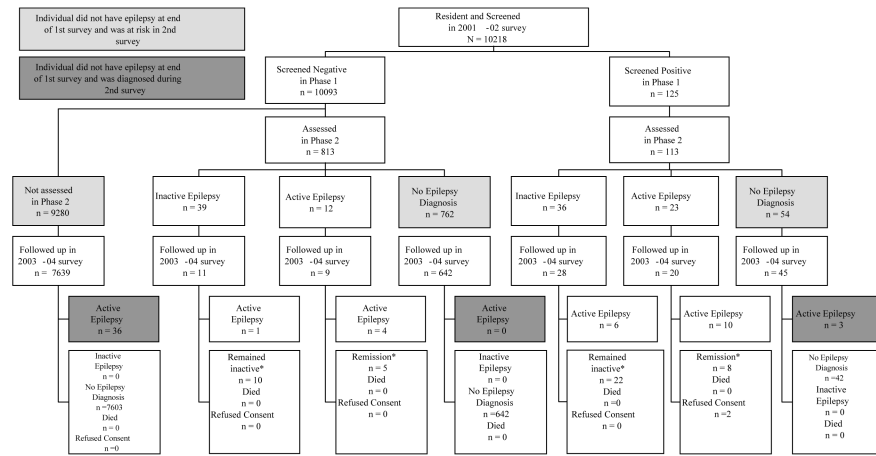 Individual did not have epilepsy at end
of 1st survey and was at risk in 2nd
survey
Individual did not have epilepsy at end
of 1st survey and was diagnosed during
2nd survey
Resident and Screened
in 2001 -02 survey
N = 10218
Screened Negative
in Phase 1
n = 10093
Screened Positive
in Phase 1
n = 125
Assessed
in Phase 2
n = 813
Assessed
in Phase 2
n = 113
Not assessed
in Phase 2
n = 9280
Inactive Epilepsy
n = 39
Active Epilepsy
n = 12
No Epilepsy
Diagnosis
n = 762
Inactive Epilepsy
n = 36
Active Epilepsy
n = 23
No Epilepsy
Diagnosis
n = 54
Followed up in
2003 -04 survey
n = 7639
Followed up in
2003 -04 survey
n = 11
Followed up in
2003 -04 survey
n = 9
Followed up in
2003 -04 survey
n = 642
Followed up in
2003 -04 survey
n = 28
Followed up in
2003 -04 survey
n = 20
Followed up in
2003 -04 survey
n = 45
Active
Epilepsy
n = 36
Active
Epilepsy
n = 1
Active
Epilepsy
n = 4
Active
Epilepsy
n = 0
Active Epilepsy
n = 6
Active Epilepsy
n = 10
Active Epilepsy
n = 3
Inactive
Epilepsy
n = 0
No Epilepsy
Diagnosis
n =7603
Died
n = 0
Refused Consent
n =0
Remained
inactive*
n = 10
Died
n = 0
Refused Consent
n = 0
Remission*
n = 5
Died
n = 0
Refused Consent
n = 0
Inactive
Epilepsy
n = 0
No Epilepsy
Diagnosis
n =642
Died
n = 0
Remained
inactive*
n = 22
Died
n =0
Refused Consent
n = 0
Remission*
n = 8
Died
n = 0
Refused Consent
n =2
No Epilepsy
Diagnosis
n =42
Inactive
Epilepsy
n = 0
Died
n = 0